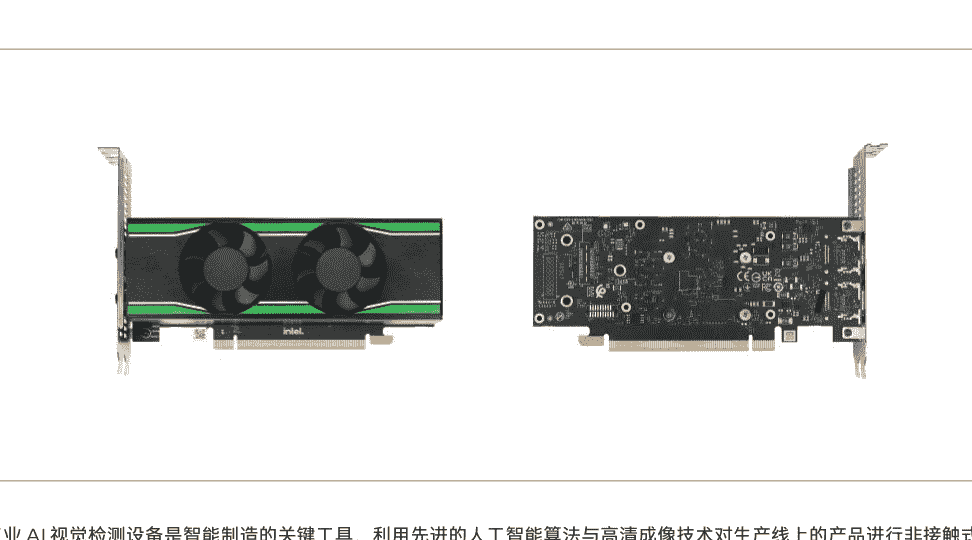 intel.
CE
业 AI 视觉检测设备是智能制造的关键工具，利用先进的人工智能算法与高清成像技术对生产线上的产品进行非接触式